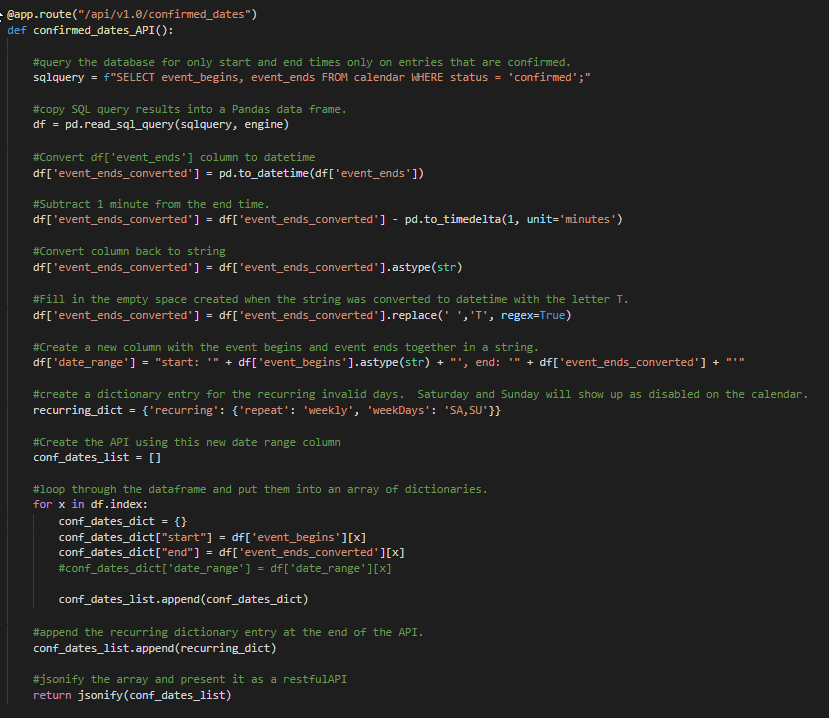 @app.route("/api/v1.0/confirmed_dates")
def confirmed_dates_API():
#query the database for only start and end times only on entries that are confirmed.
sqlquery = f"SELECT event_begins, event_ends FROM calendar WHERE status = 'confirmed';"
#copy SQL query results into a Pandas data frame.
df = pd.read_sql_query(sqlquery, engine)
#Convert df['event_ends'] column to datetime
df['event_ends_converted'] = pd.to_datetime(df['event_ends'])
#Subtract 1 minute from the end time.
df['event_ends_converted'] = df['event_ends_converted'] - pd.to_timedelta(1, unit='minutes')
#Convert column back to string
df['event_ends_converted'] = df['event_ends_converted'].astype(str)
#Fill in the empty space created when the string was converted to datetime with the letter T.
df['event_ends_converted'] = df['event_ends_converted'].replace(' ','T', regex=True)
#Create a new column with the event begins and event ends together in a string.
df['date_range'] = "start: '" + df['event_begins'].astype(str) + "', end: '" + df['event_ends_converted'] + "'"
#create a dictionary entry for the recurring invalid days.  Saturday and Sunday will show up as disabled on the calendar.
recurring_dict = {'recurring': {'repeat': 'weekly', 'weekDays': 'SA,SU'}}
#Create the API using this new date range column
conf_dates_list = []
#loop through the dataframe and put them into an array of dictionaries.
for x in df.index:
conf_dates_dict = {}
conf_dates_dict["start"] = df['event_begins'][x]
conf_dates_dict["end"] = df['event_ends_converted'][x]
#conf_dates_dict['date_range'] = df['date_range'][x]
conf_dates_list.append(conf_dates_dict)
#append the recurring dictionary entry at the end of the API.
conf_dates_list.append(recurring_dict)
#jsonify the array and present it as a restfulAPI
return jsonify(conf_dates_list)